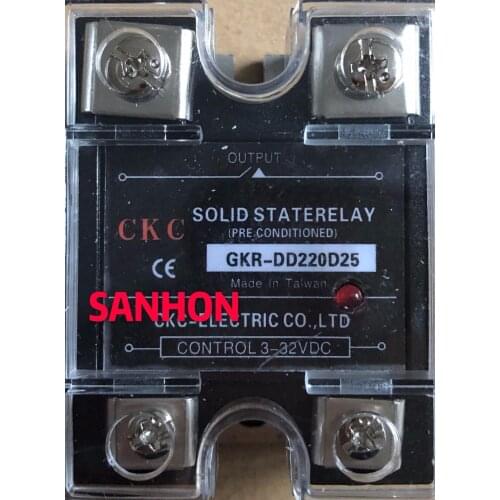 OUTPUT
SOLID STATERELAY
CKC (PRE CONDITIONED)
GKR-DD220D25
CE Made In Taiwan
SANHON
CKC-ELECTRIC CO.,LTD
CONTROL 3-32VDC